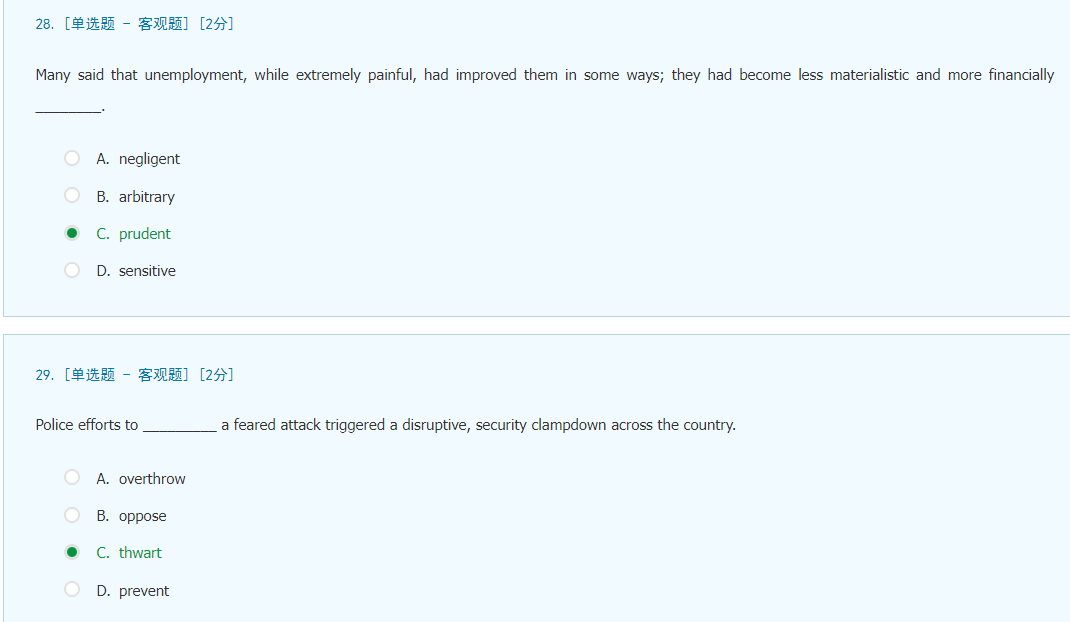 28. [单选题 - 客观题] [2分]
Many said that unemployment, while extremely painful, had improved them in some ways; they had become less materialistic and more financially
_________.
A. negligent
B. arbitrary
C. prudent
D. sensitive
29. [单选题 - 客观题] [2分]
Police efforts to __________ a feared attack triggered a disruptive, security clampdown across the country.
A. overthrow
B. oppose
C. thwart
D. prevent